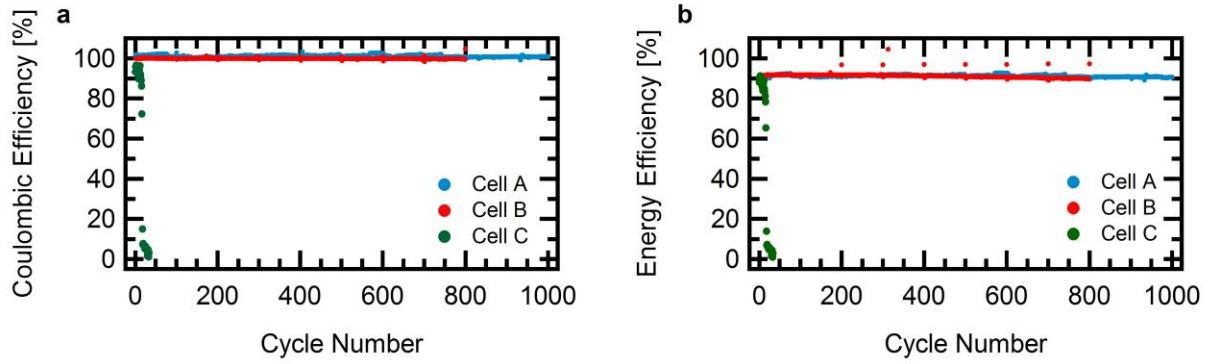 a
Coulombic Efficiency [%]
100
80
60
40
20
0
Cell A
Cell B
Cell C
0 200 400 600 800 1000
Cycle Number
b
Energy Efficiency [%]
100
80
60
40
20
0
Cell A
Cell B
Cell C
0 200 400 600 800 1000
Cycle Number